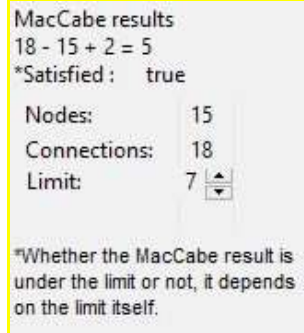 MacCabe results
18 - 15 + 2 = 5
*Satisfied : true
Nodes: 15
Connections: 18
Limit: 7
*Whether the MacCabe result is
under the limit or not, it depends
on the limit itself.